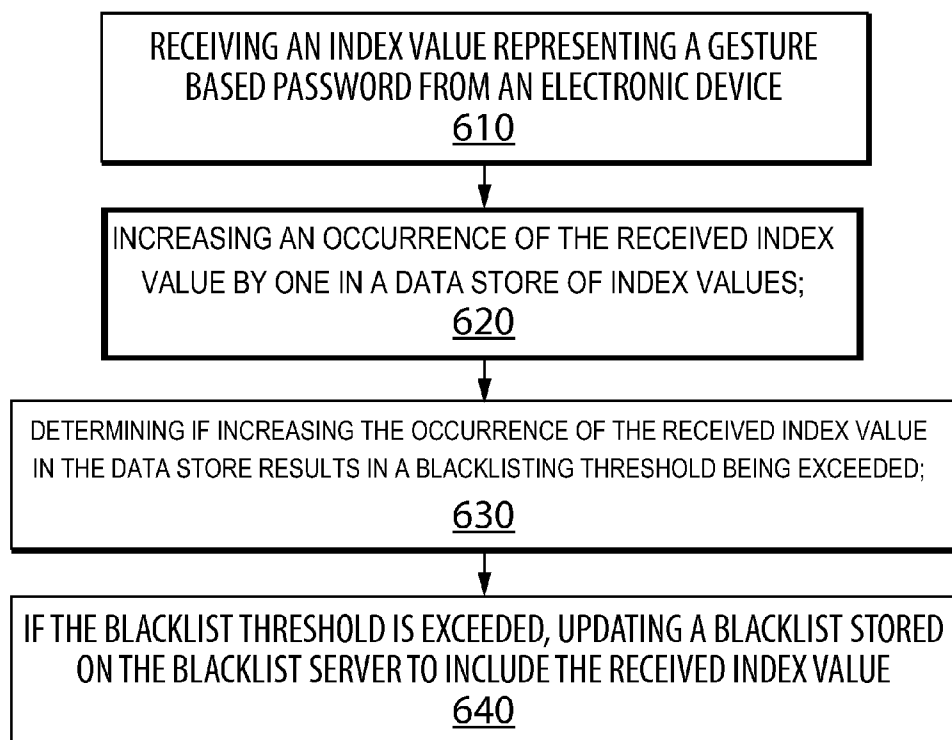 RECEIVING AN INDEX VALUE REPRESENTING A GESTURE
BASED PASSWORD FROM AN ELECTRONIC DEVICE
610
INCREASING AN OCCURRENCE OF THE RECEIVED INDEX
VALUE BY ONE IN A DATA STORE OF INDEX VALUES;
620
DETERMINING IF INCREASING THE OCCURRENCE OF THE RECEIVED INDEX VALUE
IN THE DATA STORE RESULTS IN A BLACKLISTING THRESHOLD BEING EXCEEDED;
630
IF THE BLACKLIST THRESHOLD IS EXCEEDED, UPDATING A BLACKLIST STORED
ON THE BLACKLIST SERVER TO INCLUDE THE RECEIVED INDEX VALUE
640